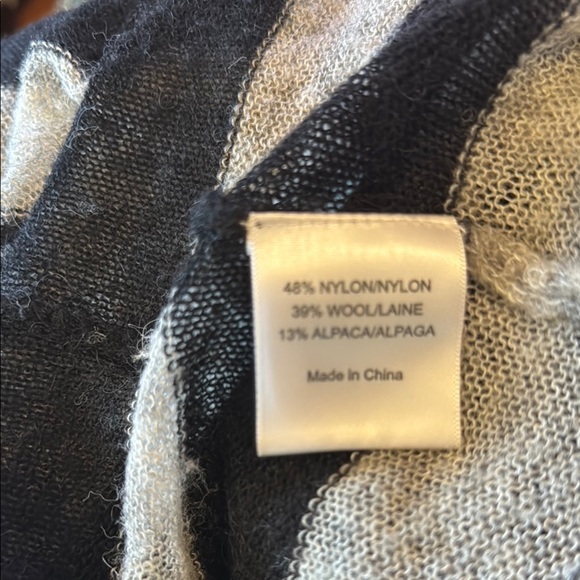 48% NYLON/NYLON
39% WOOL/LAINE
13% ALPACA/ALPAGA
Made in China